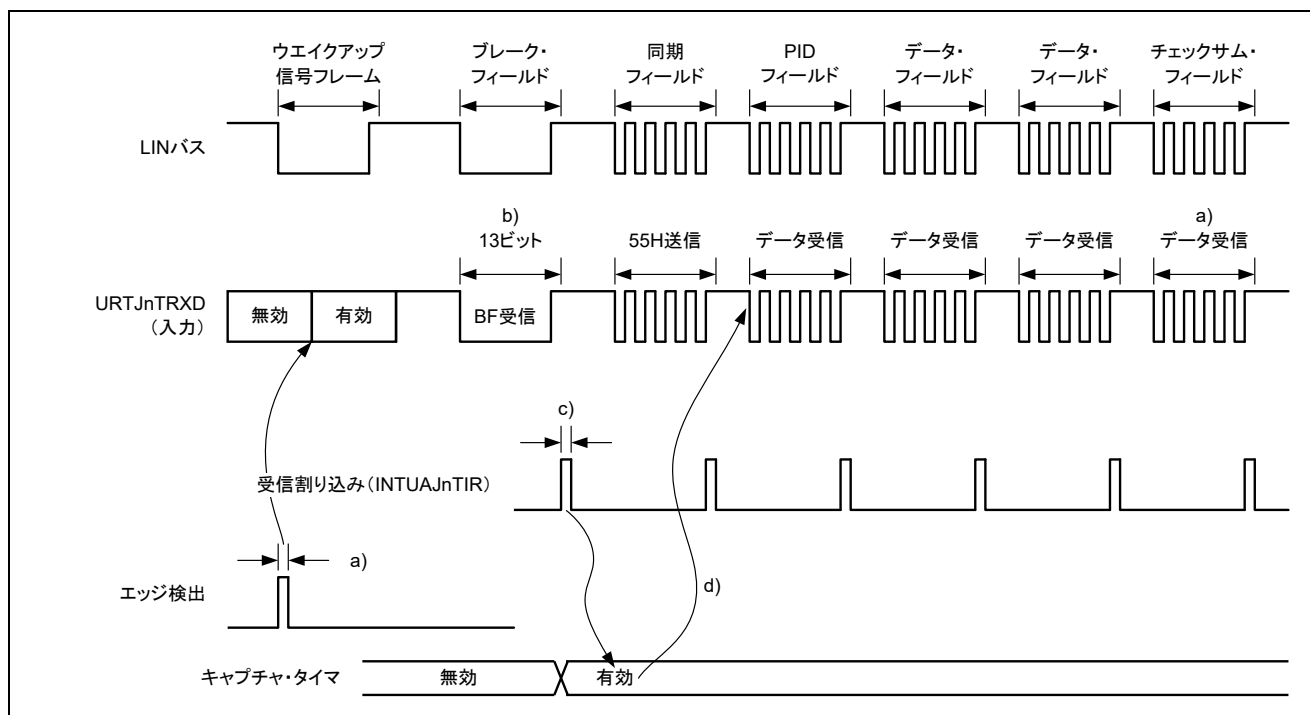 ウエイクアップ
信号フレーム
ブレーク・
フィールド
同期
フィールド
PID
フィールド
データ・
フィールド
データ・
フィールド
チェックサム・
フィールド
LINバス
b)
13ビット
55H送信
データ受信
データ受信
データ受信
a)
データ受信
URTJnTRXD
（入力）
無効
有効
BF受信
c)
受信割り込み（INTUAJnTIR）
a)
エッジ検出
d)
キャプチャ・タイマ
無効
有効